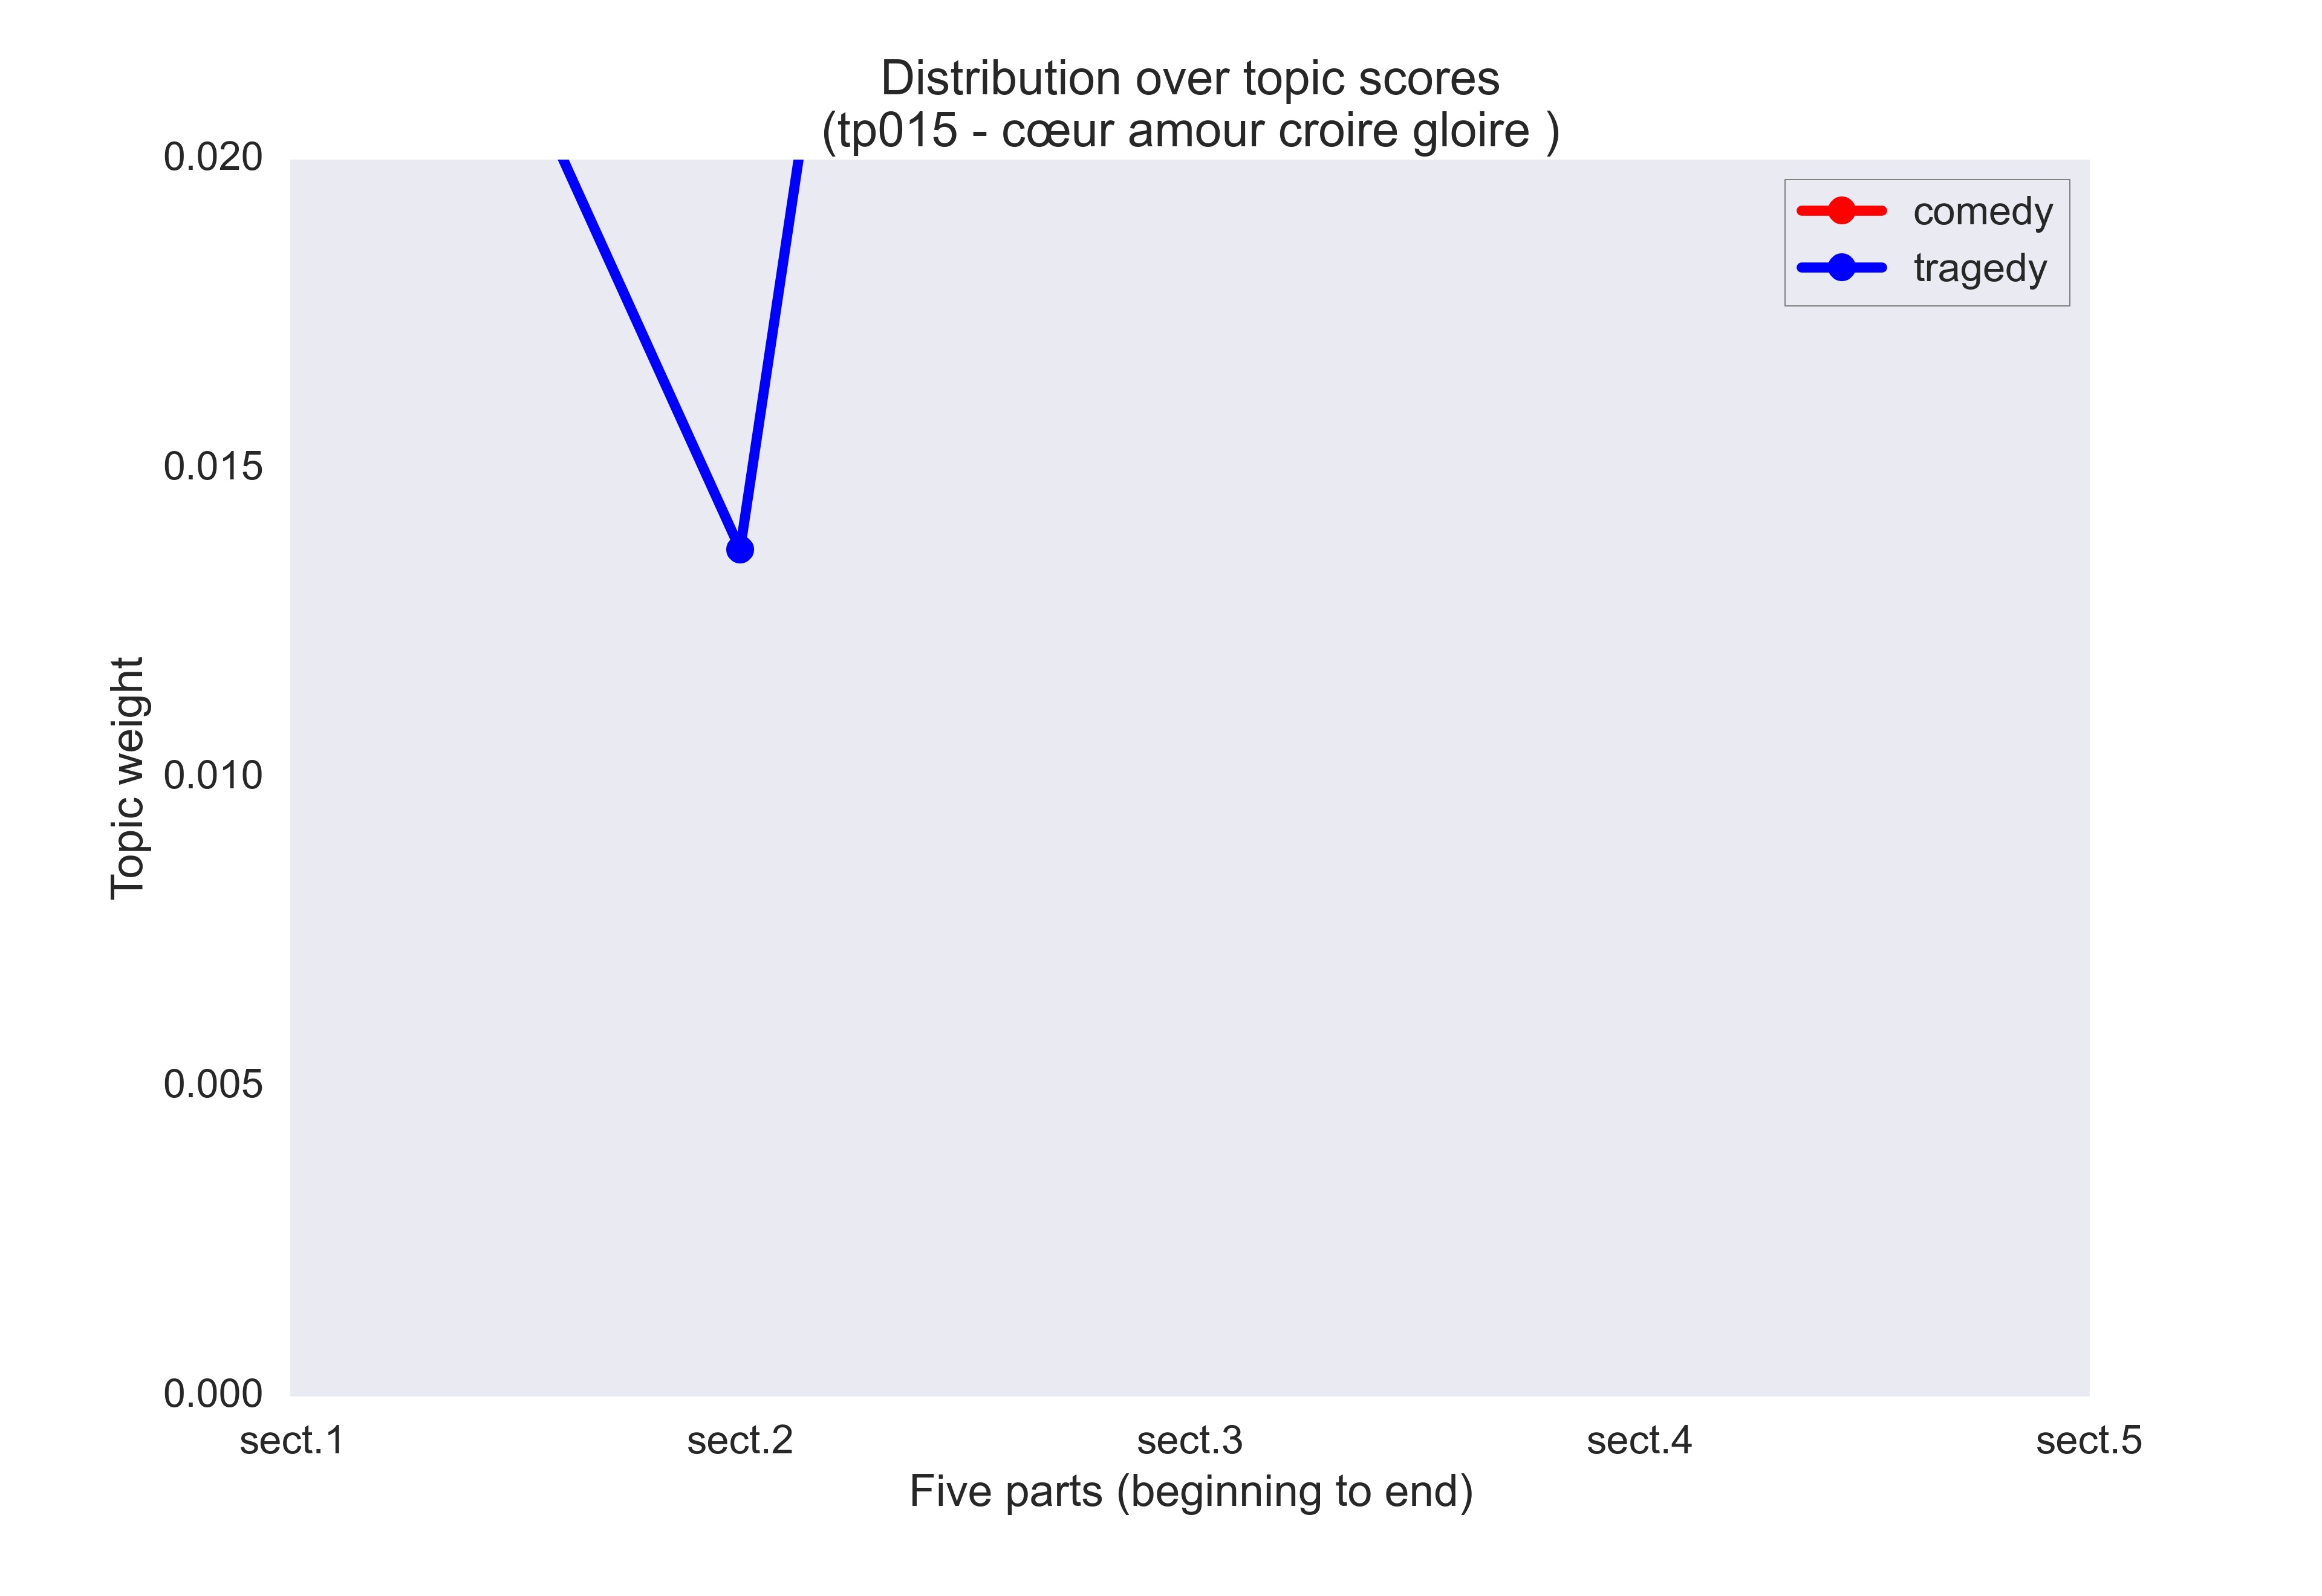 Distribution over topic scores
(tp015 - cœur amour croire gloire )
0.020
0.015
0.010
0.005
0.000
Topic weight
comedy
tragedy
sect.1
sect.2
sect.3
sect.4
sect.5
Five parts (beginning to end)